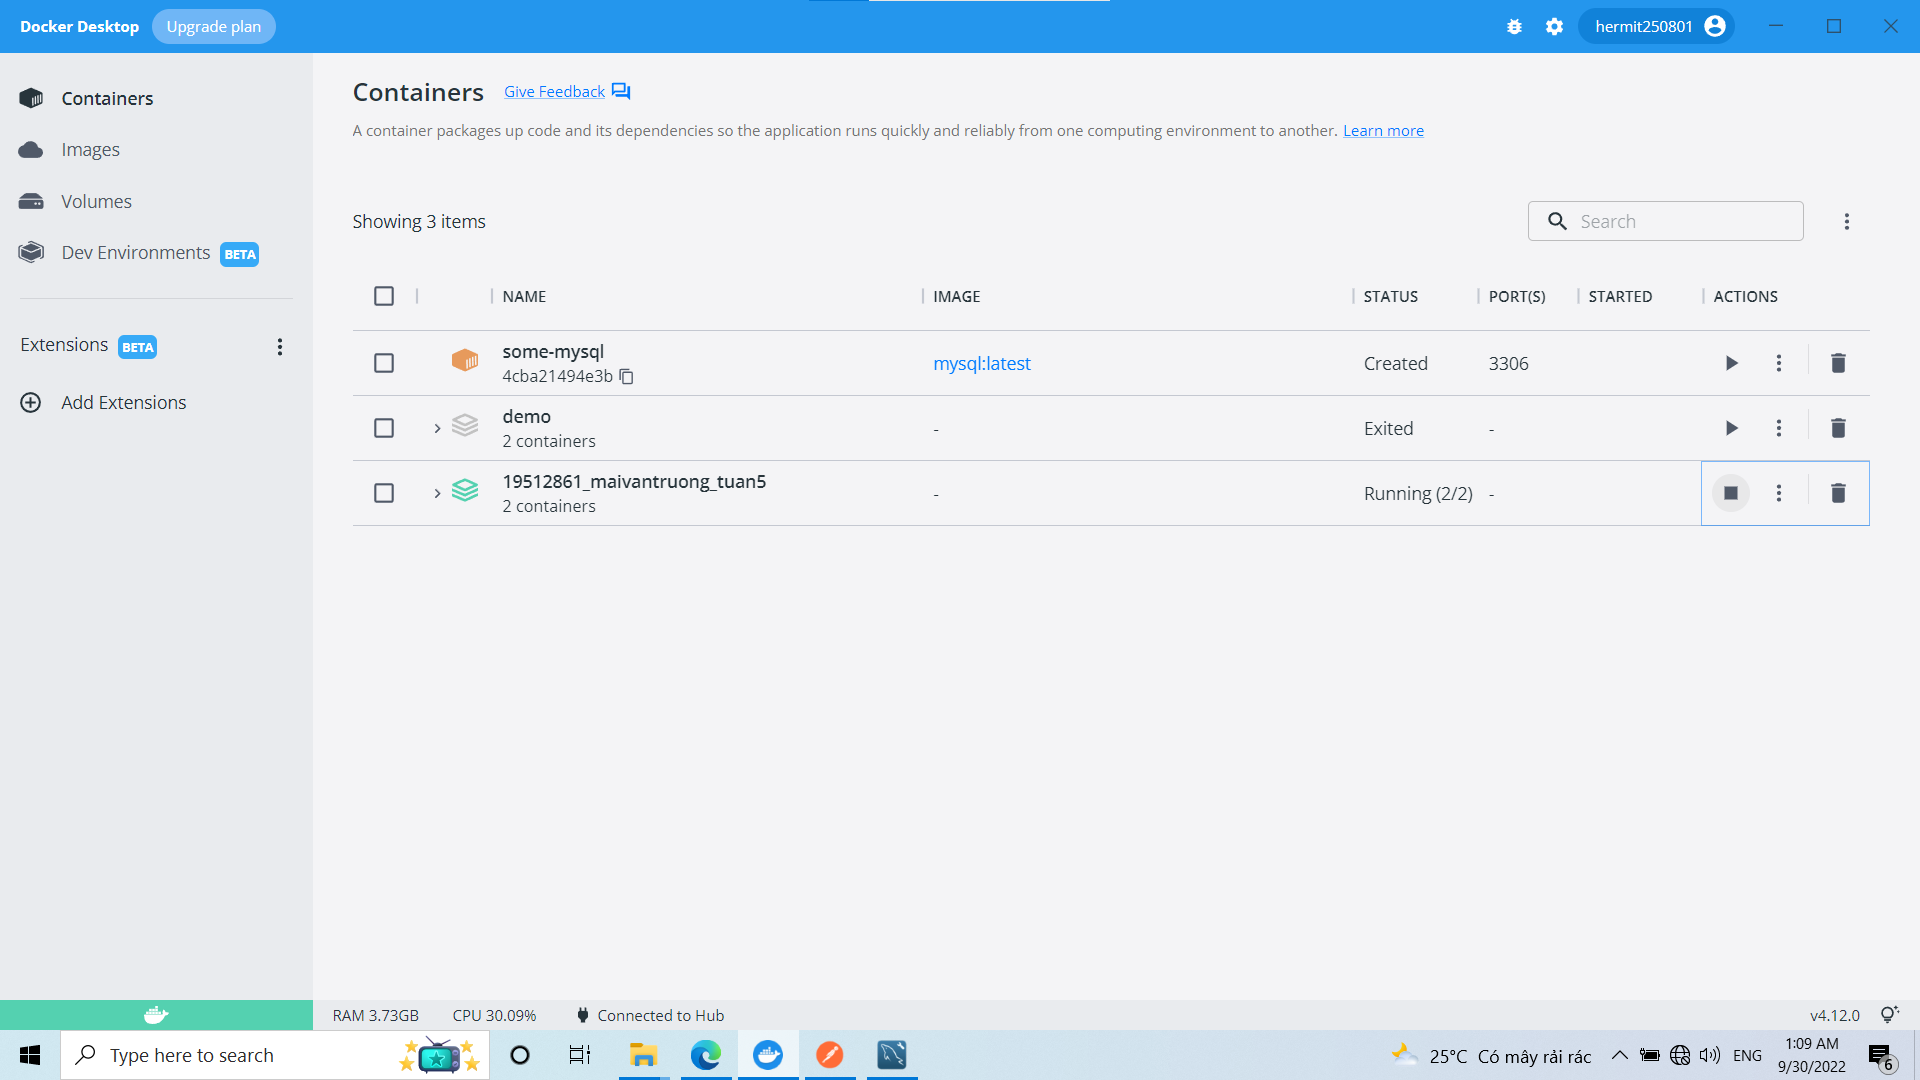 Docker Desktop Upgrade plan hermit250801
Containers
Images
Volumes
Dev Environments BETA
Extensions BETA
Add Extensions
Containers Give Feedback
A container packages up code and its dependencies so the application runs quickly and reliably from one computing environment to another. Learn more
Showing 3 items Search
NAME IMAGE STATUS PORT(S) STARTED ACTIONS
some-mysql
4cba21494e3b mysql:latest Created 3306
demo
2 containers - Exited -
19512861_maivantruong_tuan5
2 containers - Running (2/2) -
RAM 3.73GB CPU 30.09% Connected to Hub v4.12.0
Type here to search 25°C Có mây rải rác ENG 1:09 AM
9/30/2022 6